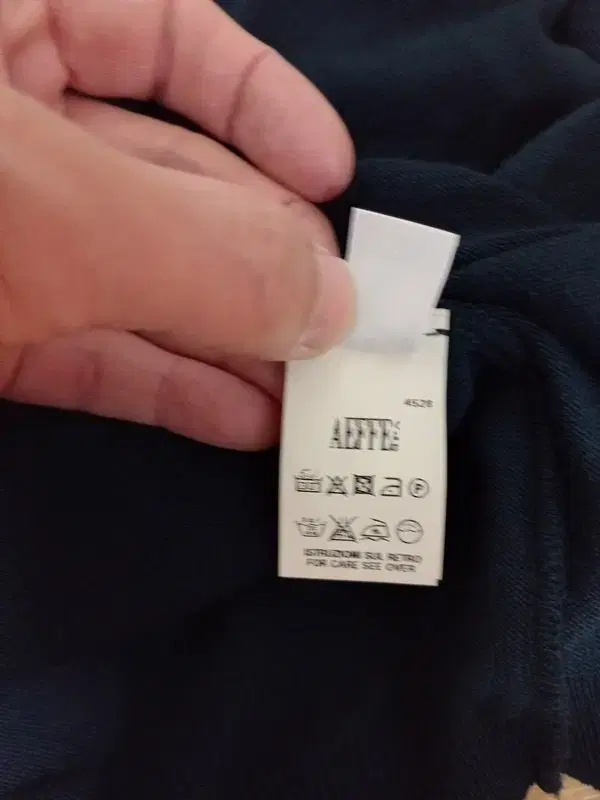 4528
AEFFE
ISTRUZIONI SUL RETRO
FOR CARE SEE OVER